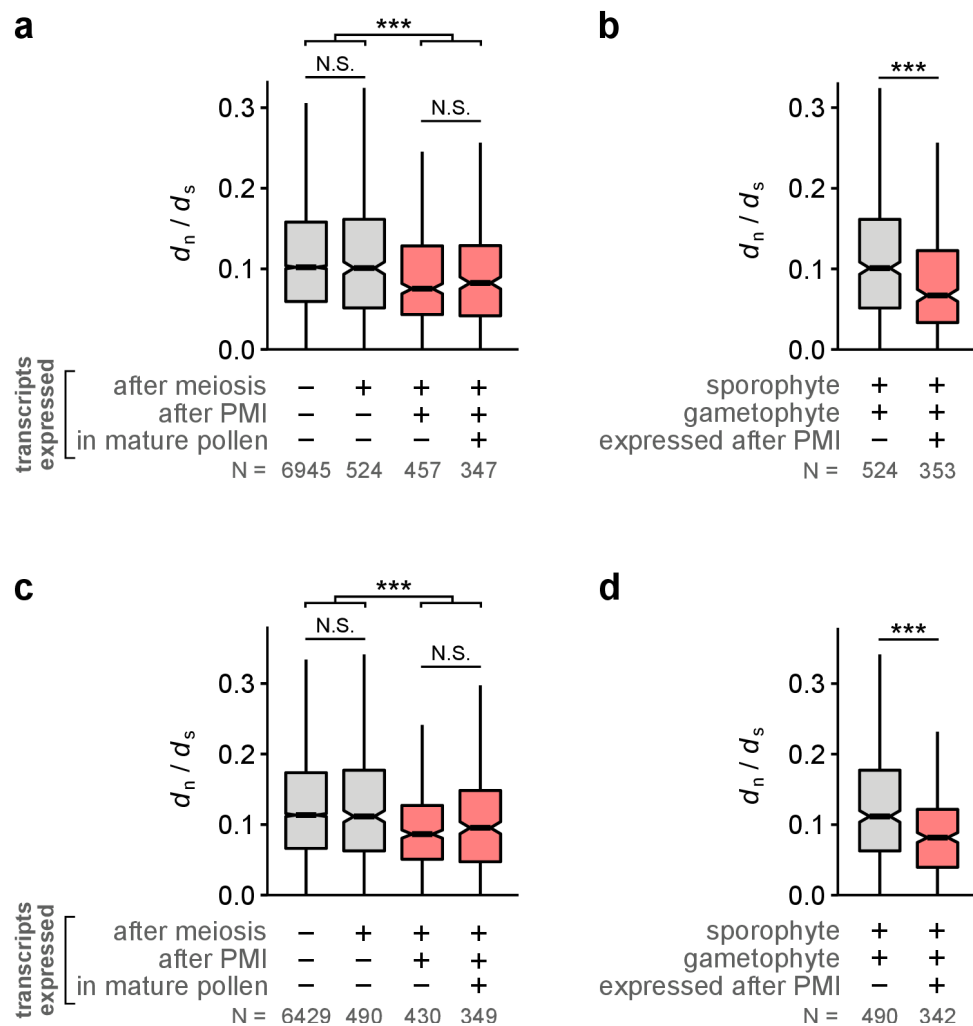 a
***
N.S.
N.S.
0.3
0.2
0.1
0.0
dn / ds
transcripts expressed
after meiosis − + + +
after PMI − − + +
in mature pollen − − − +
N = 6945 524 457 347
b
***
0.3
0.2
0.1
0.0
dn / ds
sporophyte + +
gametophyte + +
expressed after PMI − +
N = 524 353
c
***
N.S.
N.S.
0.3
0.2
0.1
0.0
dn / ds
transcripts expressed
after meiosis − + + +
after PMI − − + +
in mature pollen − − − +
N = 6429 490 430 349
d
***
0.3
0.2
0.1
0.0
dn / ds
sporophyte + +
gametophyte + +
expressed after PMI − +
N = 490 342